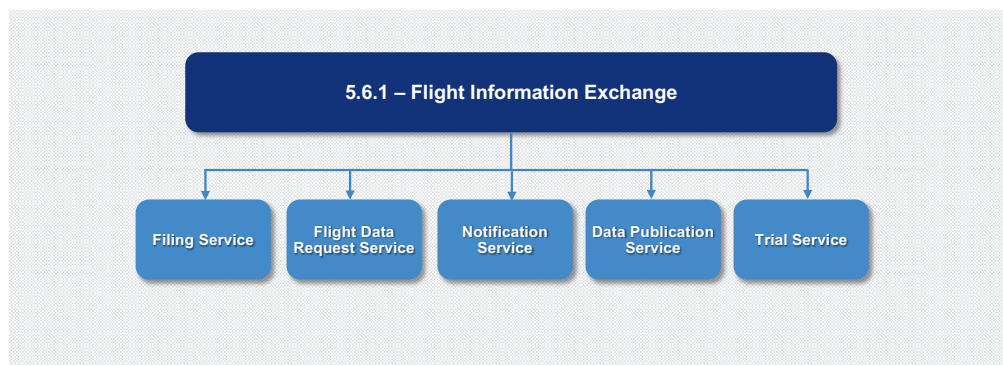 5.6.1 – Flight Information Exchange
Filing Service
Flight Data
Request Service
Notification
Service
Data Publication
Service
Trial Service